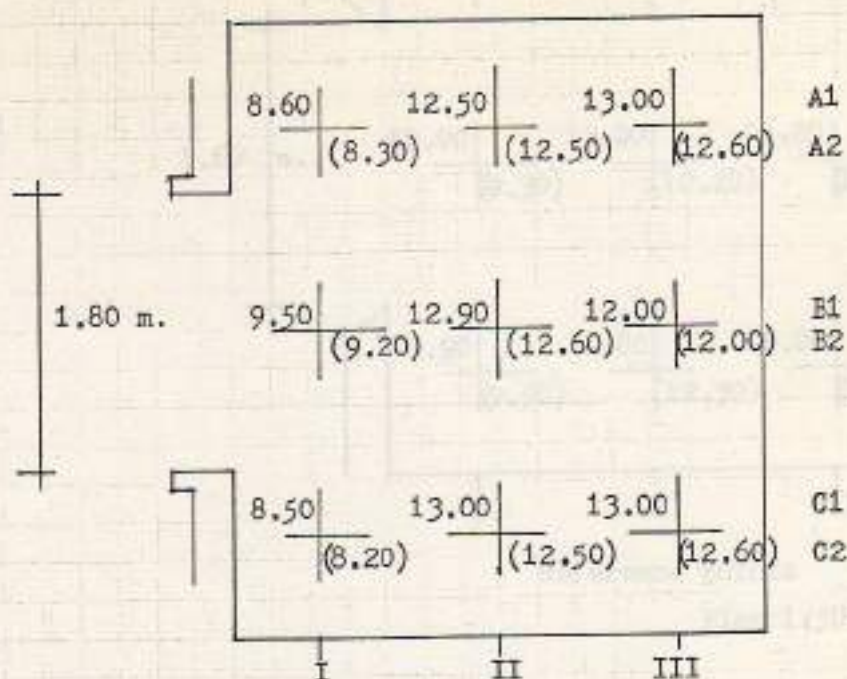 8.60 12.50 13.00 A1
(8.30) (12.50) (12.60) A2
1.80 m. 9.50 12.90 12.00 B1
(9.20) (12.60) (12.00) B2
8.50 13.00 13.00 C1
(8.20) (12.50) (12.60) C2
I II III